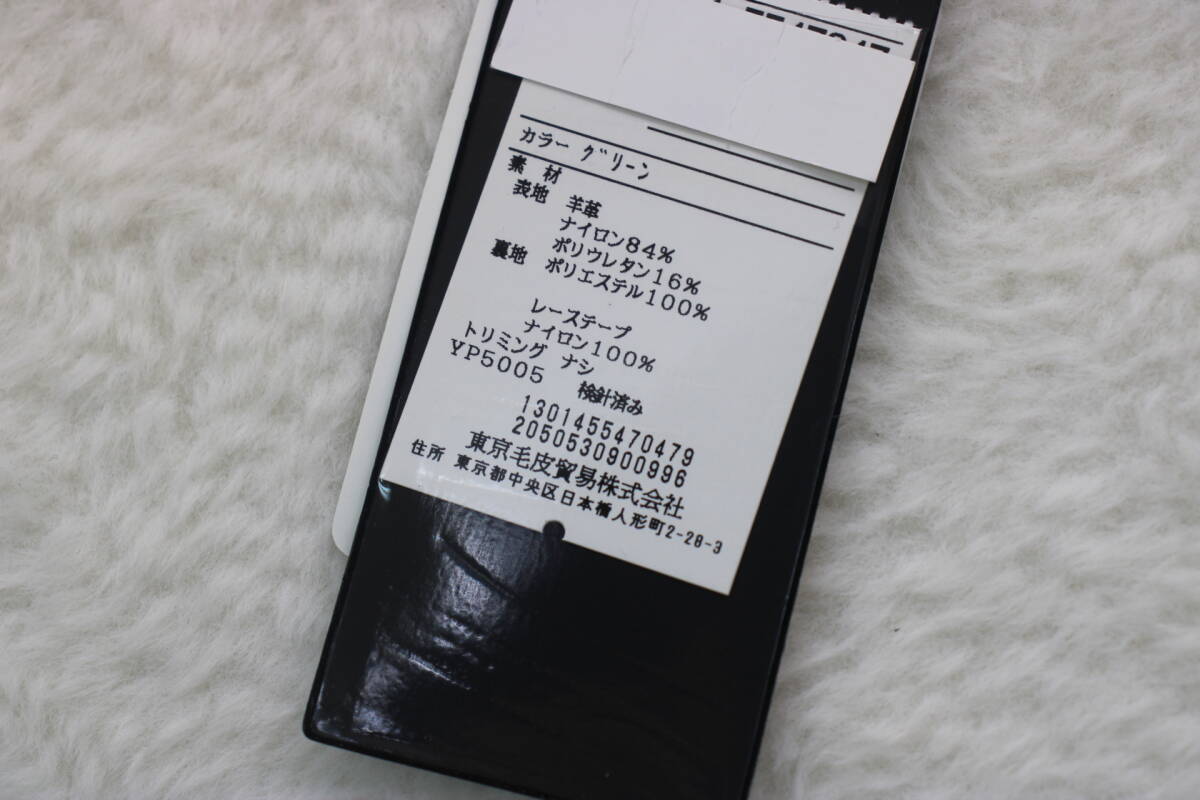 カラー グリーン
素 材
表地 羊革
ナイロン84%
ポリウレタン16%
裏地 ポリエステル100%
レーステープ
ナイロン100%
トリミング ナシ
YP5005 検針済み
1301455470479
2050530900996
東京毛皮貿易株式会社
住所 東京都中央区日本橋人形町2-28-3